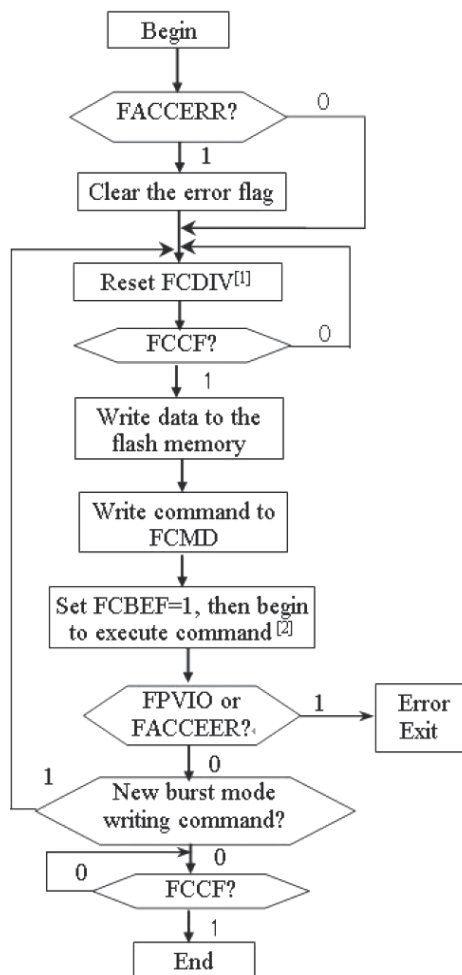 Begin
FACCERR?
0
1
Clear the error flag
Reset FCDIV[1]
FCCF?
0
1
Write data to the
flash memory
Write command to
FCMD
Set FCBEF=1, then begin
to execute command [2]
FPVIO or
FACCEER?
1
Error
Exit
0
1
New burst mode
writing command?
0
0
FCCF?
1
End